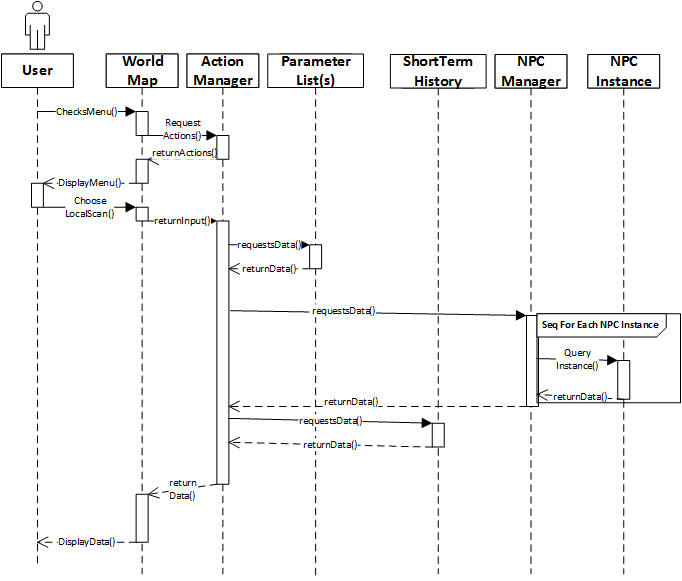 User
World
Map
Action
Manager
Parameter
List(s)
ShortTerm
History
NPC
Manager
NPC
Instance
ChecksMenu()
Request
Actions()
returnActions()
DisplayMenu()
Choose
LocalScan()
returnInput()
requestsData()
returnData()
requestsData()
Seq For Each NPC Instance
Query
Instance()
returnData()
returnData()
requestsData()
returnData()
return
Data()
DisplayData()